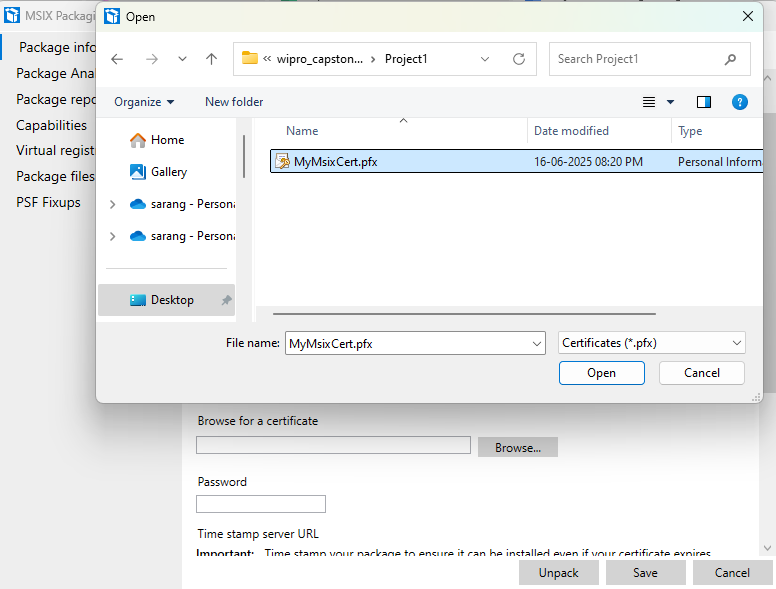 MSIX Packagi
Open
Package info
Package Anal
Package repo
Capabilities
Virtual regist
Package files
PSF Fixups
« wipro_capston... > Project1
Search Project1
Organize
New folder
?
Home
Gallery
sarang - Persona
sarang - Persona
Desktop
Name
Date modified
Type
MyMsixCert.pfx
16-06-2025 08:20 PM
Personal Inform
File name:
MyMsixCert.pfx
Certificates (*.pfx)
Open
Cancel
Browse for a certificate
Browse...
Password
Time stamp server URL
Important: Time stamp your package to ensure it can be installed even if your certificate expires
Unpack
Save
Cancel